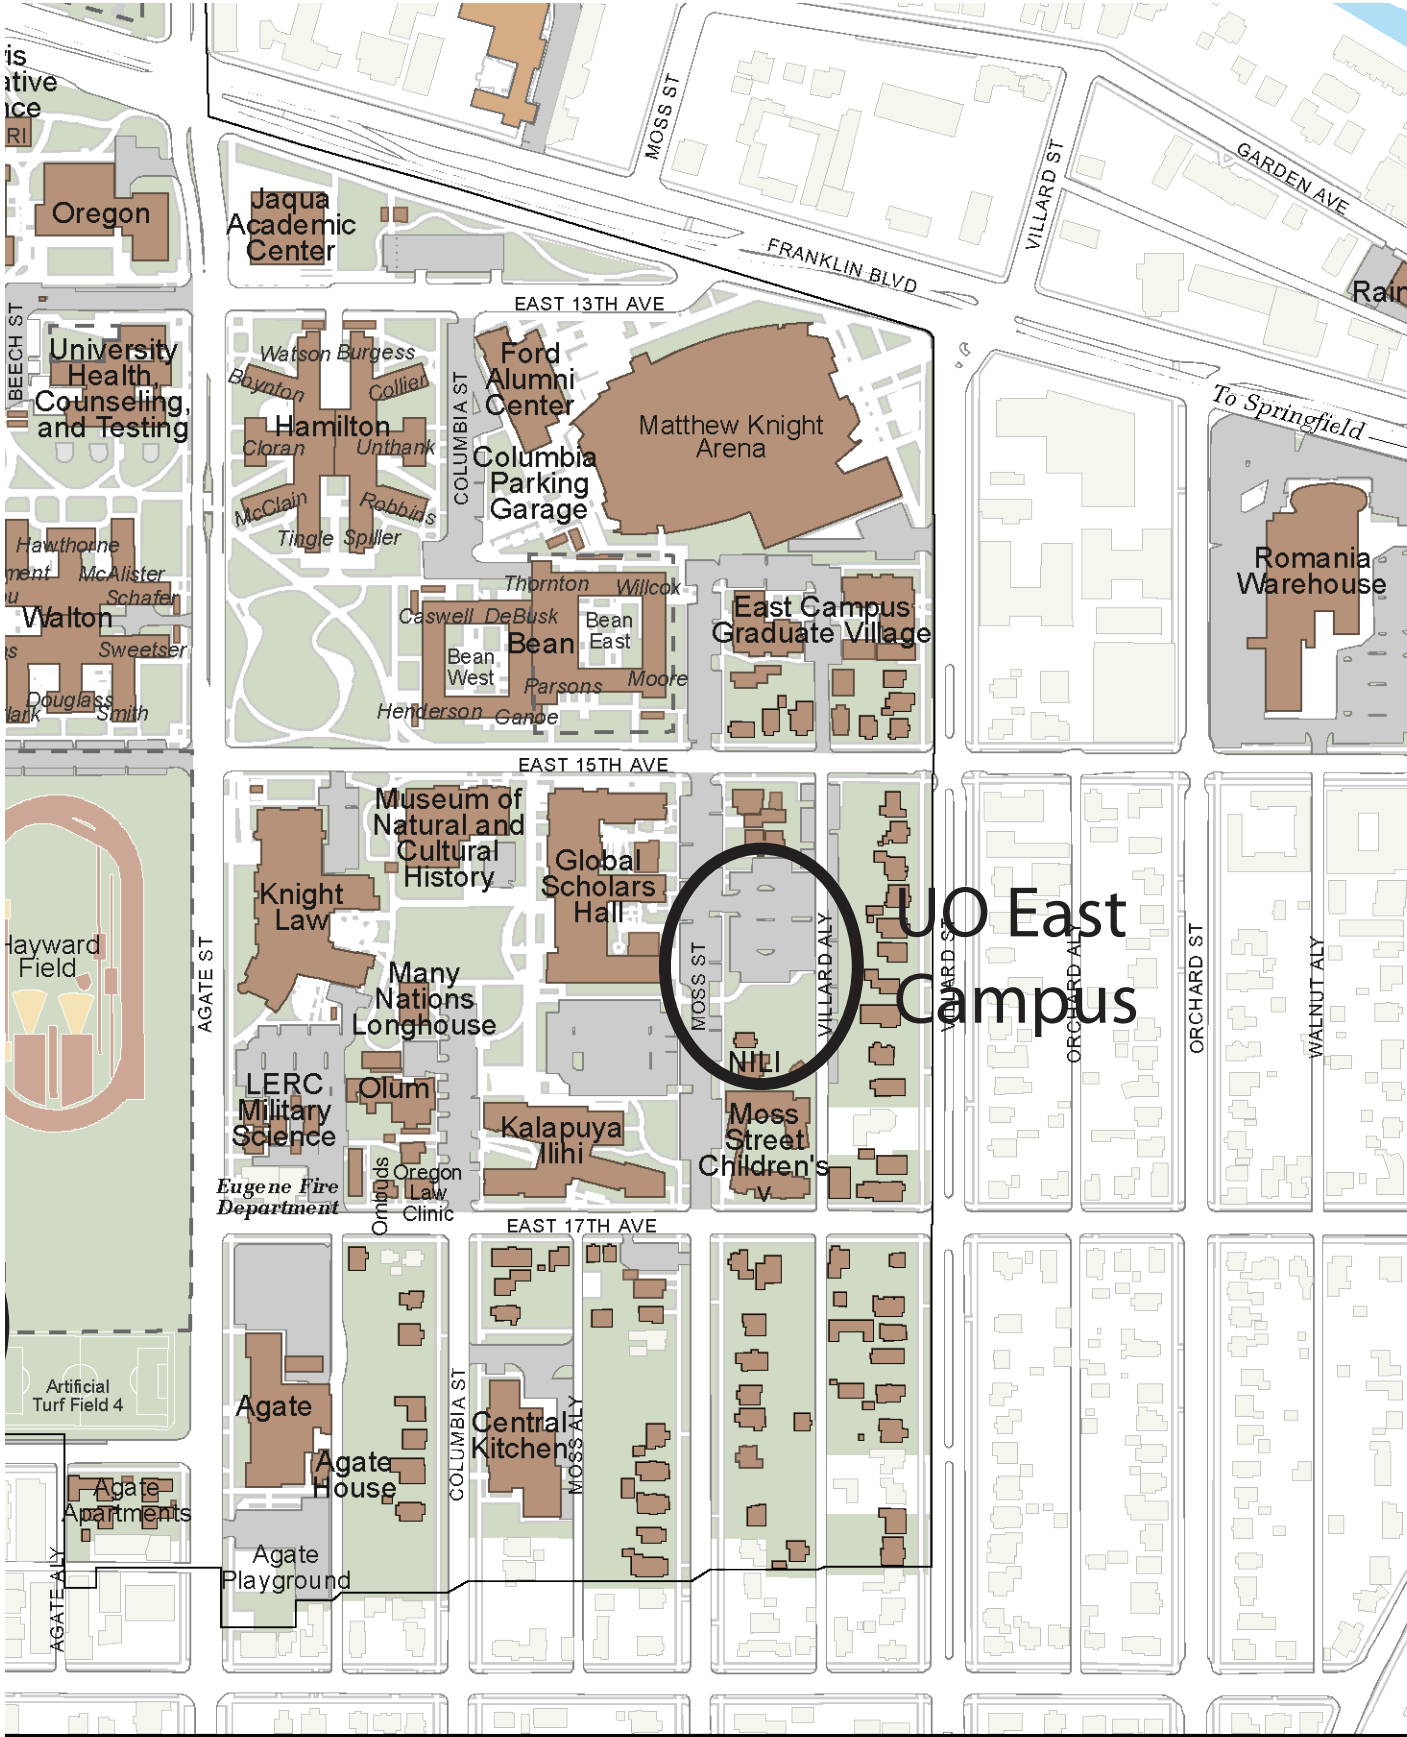 is
ative
nce
RI
Oregon
Jaqua
Academic
Center
MOSS ST
VILLARD ST
GARDEN AVE
FRANKLIN BLVD
Rain
EAST 13TH AVE
BEECH ST
University
Health,
Counseling,
and Testing
Watson Burgess
Boynton
Collier
Hamilton
Cloran
Unthank
McClain
Robbins
Tingle Spiller
COLUMBIA ST
Ford
Alumni
Center
Columbia
Parking
Garage
Matthew Knight
Arena
To Springfield
Romania
Warehouse
Hawthorne
ment
McAlister
Schafer
Walton
Sweetser
Douglass
lark
Smith
Thornton
Willcox
Caswell
DeBusk
Bean
East
Bean
Bean
West
Parsons
Moore
Henderson
Ganoe
East Campus
Graduate Village
EAST 15TH AVE
Museum of
Natural and
Cultural
History
Knight
Law
Global
Scholars
Hall
UO East
Campus
Hayward
Field
AGATE ST
Many
Nations
Longhouse
MOSS ST
VILLARD ALY
VILLARD ST
ORCHARD ALY
ORCHARD ST
WALNUT ALY
NILI
LERC
Military
Science
Olum
Kalapuya
Ilihi
Moss
Street
Children's
Eugene Fire
Department
Ombuds
Oregon
Law
Clinic
EAST 17TH AVE
Artificial
Turf Field 4
Agate
COLUMBIA ST
Central
Kitchen
MOSS ALY
Agate
House
Agate
Apartments
Agate
Playground
AGATE ALY